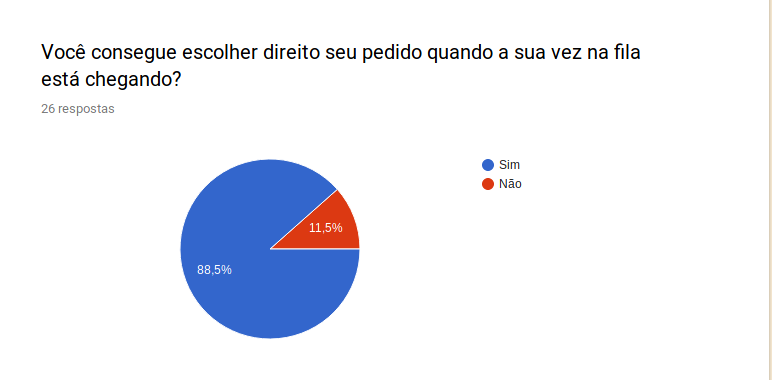 Você consegue escolher direito seu pedido quando a sua vez na fila
está chegando?
26 respostas
Sim
Não
11,5%
88,5%